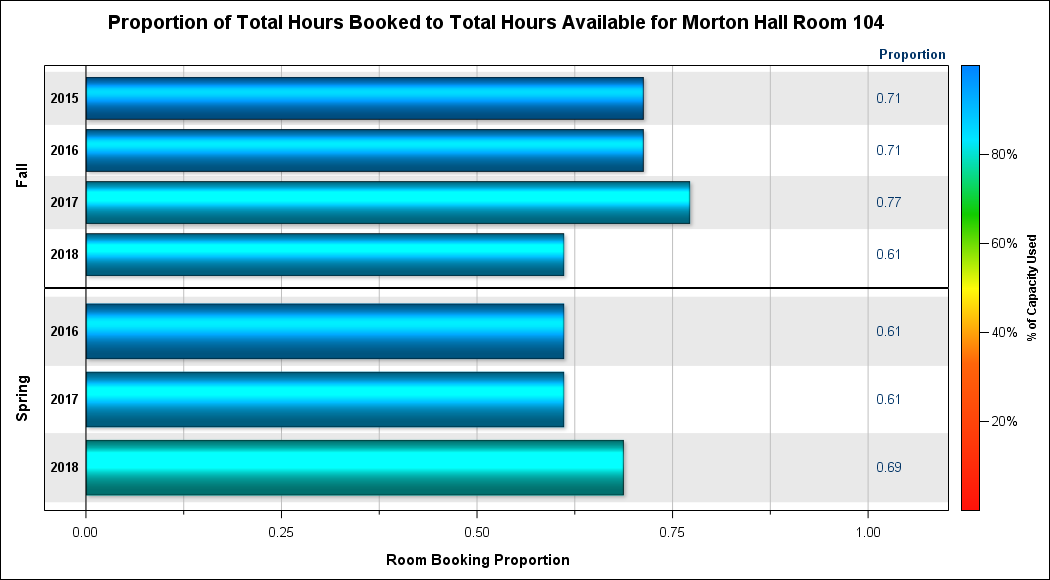 Proportion of Total Hours Booked to Total Hours Available for Morton Hall Room 104
Proportion
Fall
2015 0.71
2016 0.71
2017 0.77
2018 0.61
Spring
2016 0.61
2017 0.61
2018 0.69
0.00 0.25 0.50 0.75 1.00
Room Booking Proportion
80%
60%
40%
20%
% of Capacity Used